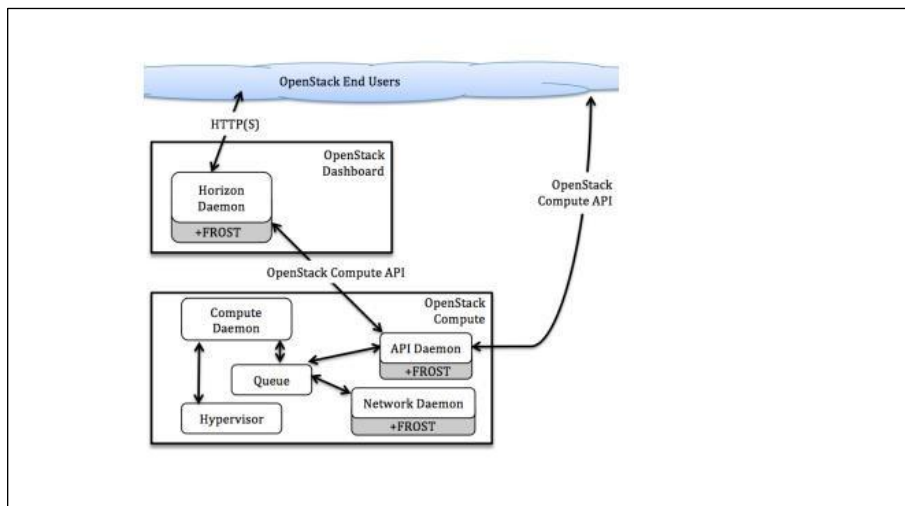 OpenStack End Users
HTTP(S)
OpenStack
Dashboard
Horizon
Daemon
+FROST
OpenStack
Compute API
OpenStack Compute API
OpenStack
Compute
Compute
Daemon
API Daemon
+FROST
Queue
Network Daemon
+FROST
Hypervisor